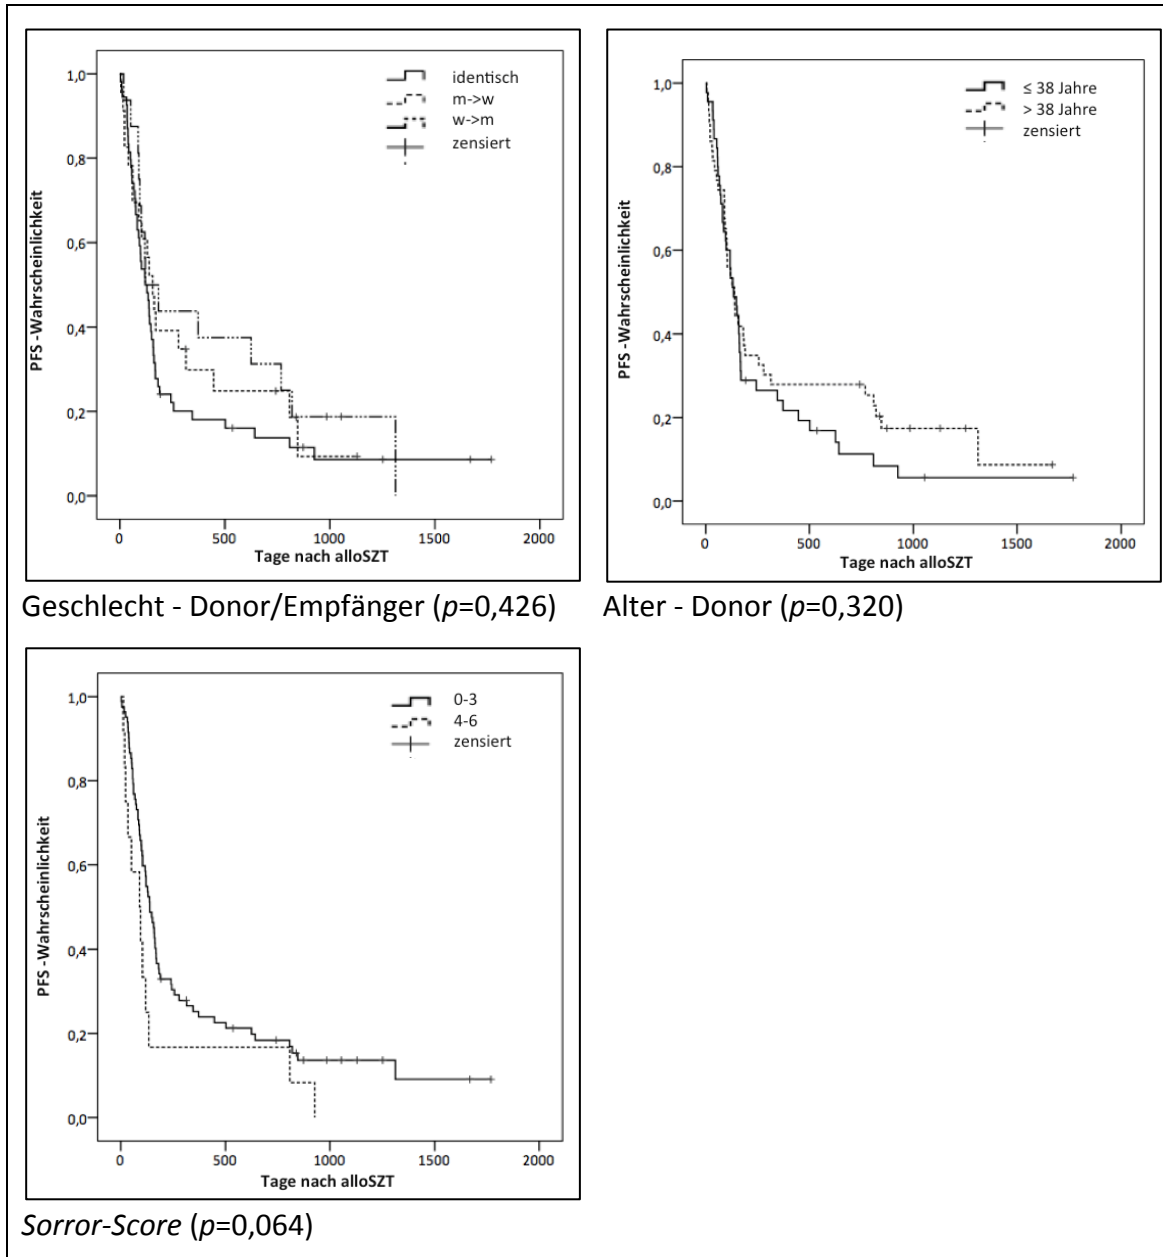 identisch
m->w
w->m
zensiert
PFS -Wahrscheinlichkeit
1,0
0,8
0,6
0,4
0,2
0,0
0 500 1000 1500 2000
Tage nach alloSZT
Geschlecht - Donor/Empfänger (p=0,426)
≤ 38 Jahre
> 38 Jahre
zensiert
PFS -Wahrscheinlichkeit
1,0
0,8
0,6
0,4
0,2
0,0
0 500 1000 1500 2000
Tage nach alloSZT
Alter - Donor (p=0,320)
0-3
4-6
zensiert
PFS -Wahrscheinlichkeit
1,0
0,8
0,6
0,4
0,2
0,0
0 500 1000 1500 2000
Tage nach alloSZT
Sorror-Score (p=0,064)